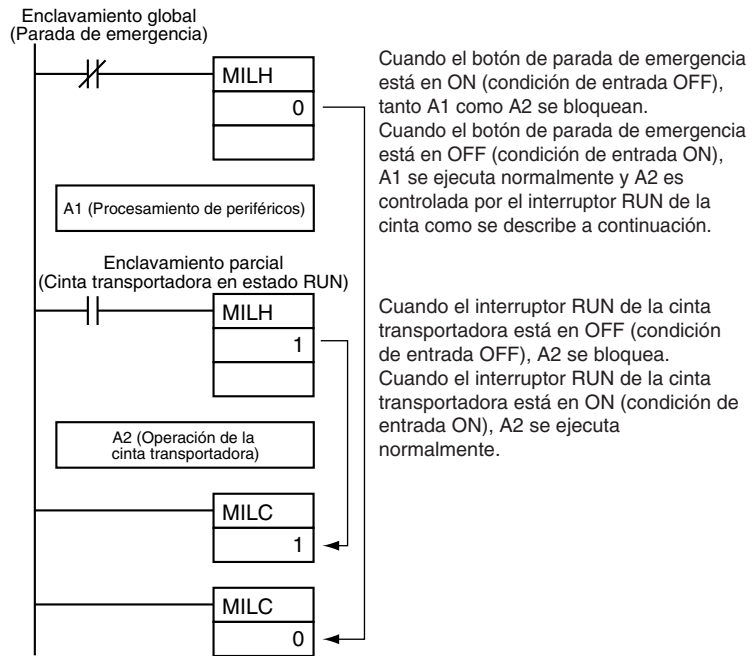 Enclavamiento global
(Parada de emergencia)
MILH
0
A1 (Procesamiento de periféricos)
Enclavamiento parcial
(Cinta transportadora en estado RUN)
MILH
1
A2 (Operación de la
cinta transportadora)
MILC
1
MILC
0
Cuando el botón de parada de emergencia
está en ON (condición de entrada OFF),
tanto A1 como A2 se bloquean.
Cuando el botón de parada de emergencia
está en OFF (condición de entrada ON),
A1 se ejecuta normalmente y A2 es
controlada por el interruptor RUN de la
cinta como se describe a continuación.
Cuando el interruptor RUN de la cinta
transportadora está en OFF (condición
de entrada OFF), A2 se bloquea.
Cuando el interruptor RUN de la cinta
transportadora está en ON (condición de
entrada ON), A2 se ejecuta
normalmente.